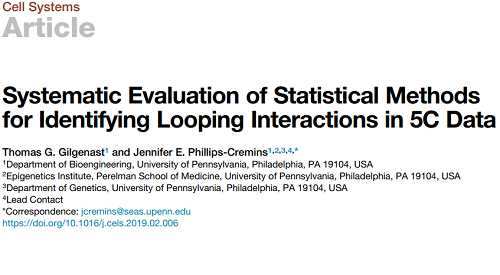 Cell Systems
Article
Systematic Evaluation of Statistical Methods
for Identifying Looping Interactions in 5C Data
Thomas G. Gilgenast1 and Jennifer E. Phillips-Cremins1,2,3,4,*
1Department of Bioengineering, University of Pennsylvania, Philadelphia, PA 19104, USA
2Epigenetics Institute, Perelman School of Medicine, University of Pennsylvania, Philadelphia, PA 19104, USA
3Department of Genetics, University of Pennsylvania, Philadelphia, PA 19104, USA
4Lead Contact
*Correspondence: jcremins@seas.upenn.edu
https://doi.org/10.1016/j.cels.2019.02.006